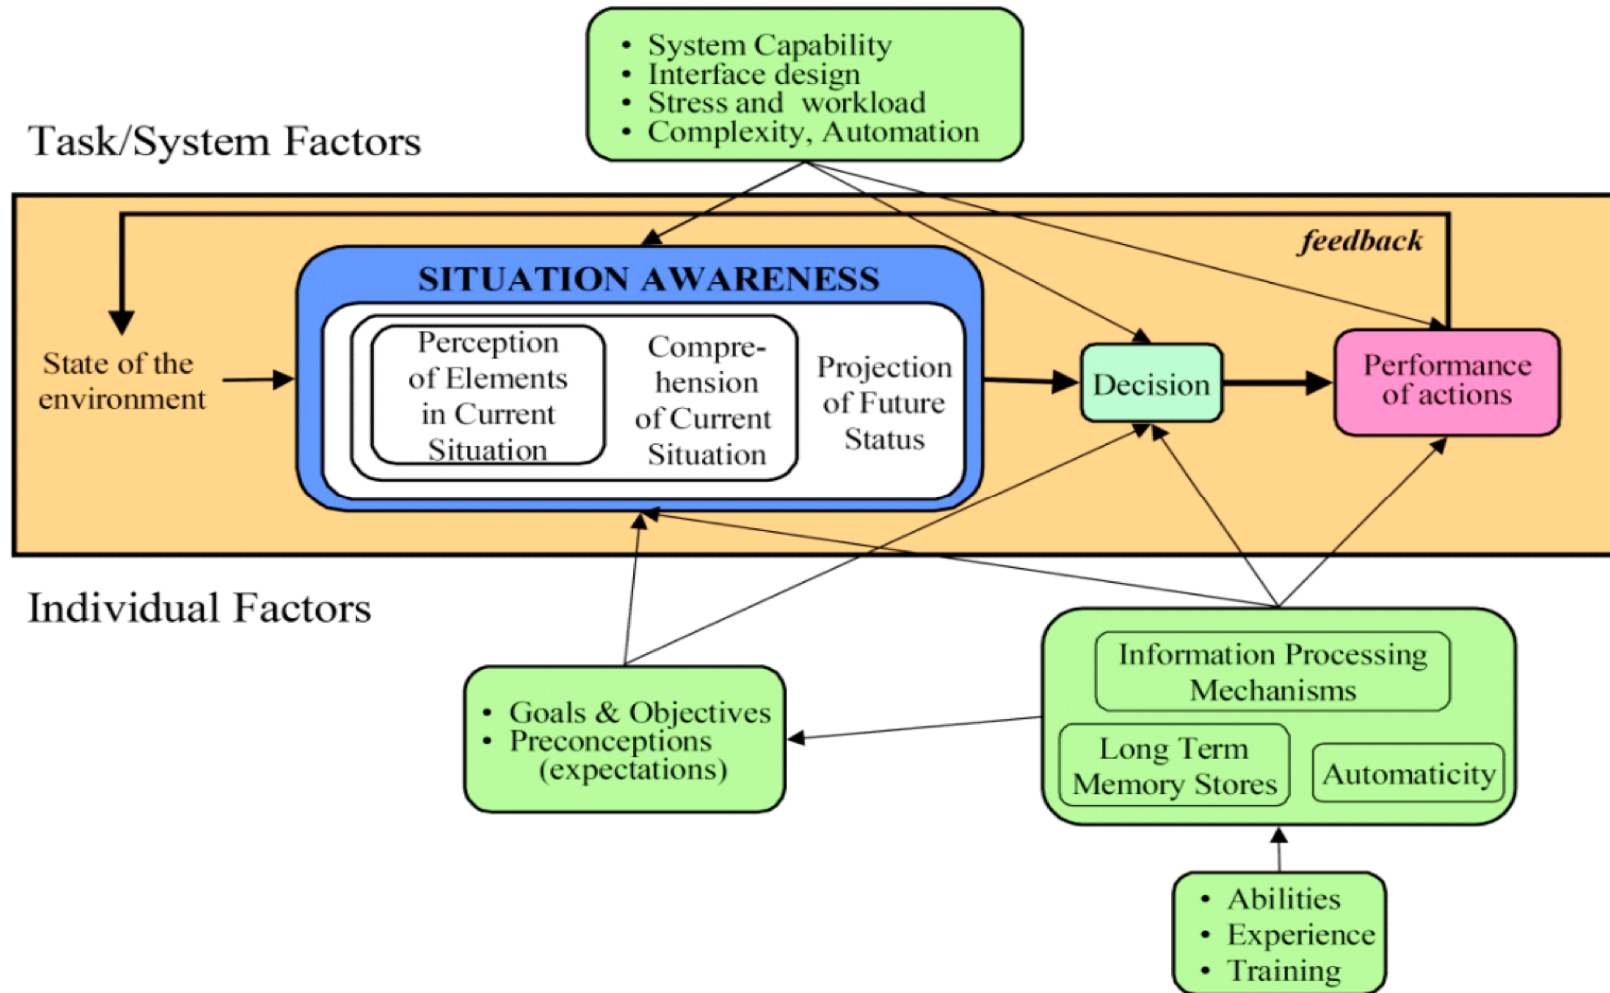 • System Capability
• Interface design
• Stress and workload
• Complexity, Automation
Task/System Factors
feedback
SITUATION AWARENESS
State of the
environment
Perception
of Elements
in Current
Situation
Compre-
hension
of Current
Situation
Projection
of Future
Status
Decision
Performance
of actions
Individual Factors
• Goals & Objectives
• Preconceptions
(expectations)
Information Processing
Mechanisms
Long Term
Memory Stores
Automaticity
• Abilities
• Experience
• Training